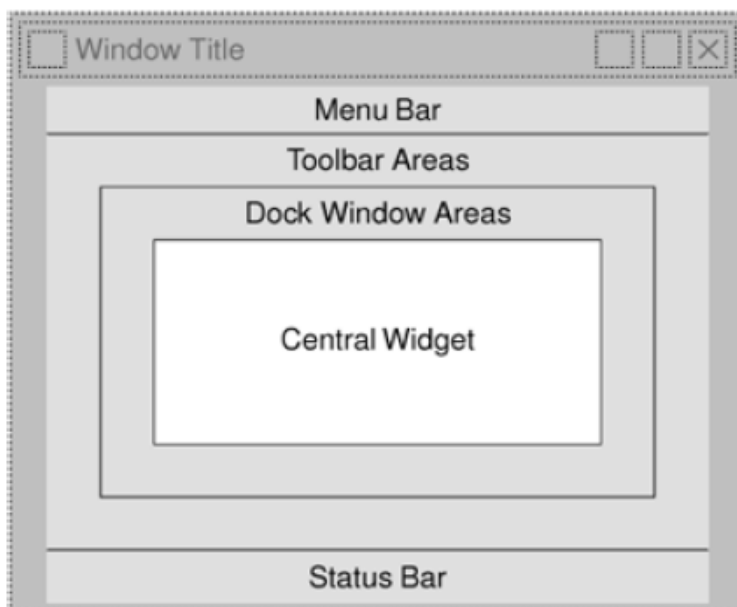 Window Title
Menu Bar
Toolbar Areas
Dock Window Areas
Central Widget
Status Bar